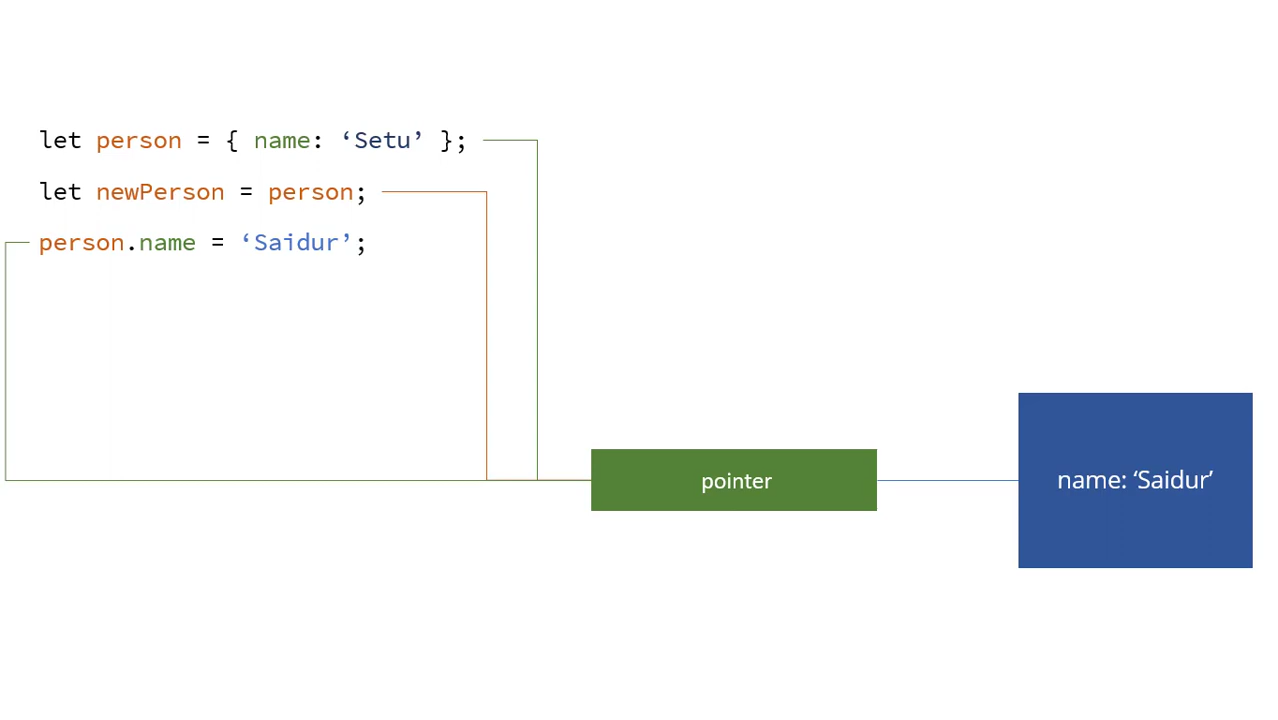 let person = { name: ‘Setu’ };
let newPerson = person;
person.name = ‘Saidur’;
pointer
name: ‘Saidur’